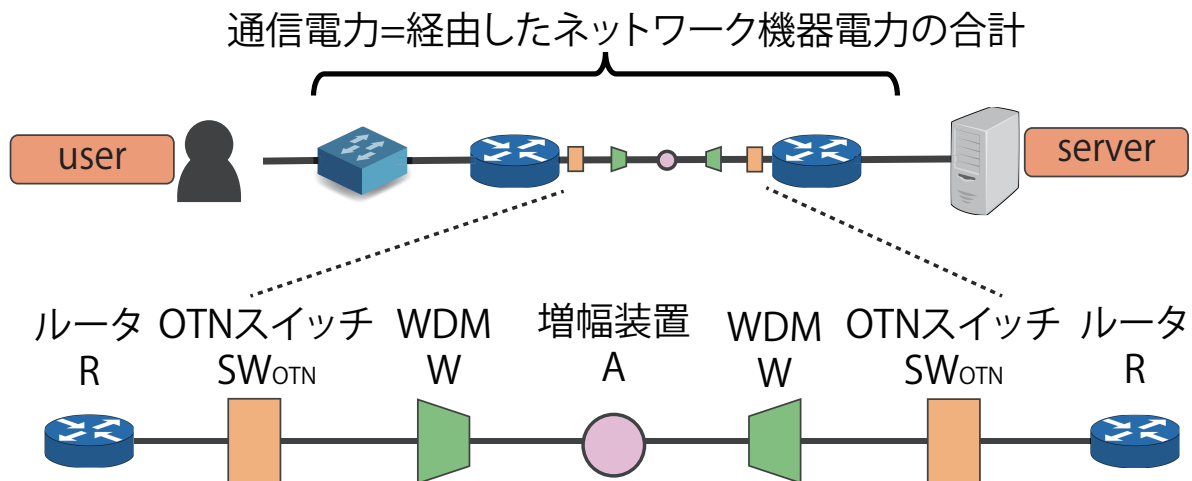 通信電力=経由したネットワーク機器電力の合計
user
server
ルータ OTNスイッチ WDM 増幅装置 WDM OTNスイッチ ルータ
R SWOTN W A W SWOTN R